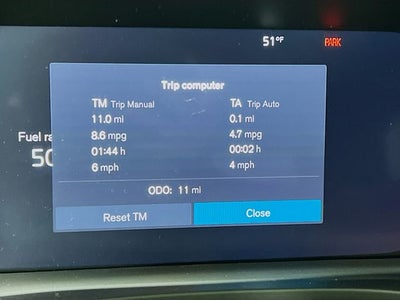 51°F PARK
Trip computer
TM Trip Manual TA Trip Auto
11.0 mi 0.1 mi
8.6 mpg 4.7 mpg
01:44 h 00:02 h
6 mph 4 mph
Fuel ra
50
ODO: 11 mi
Reset TM Close